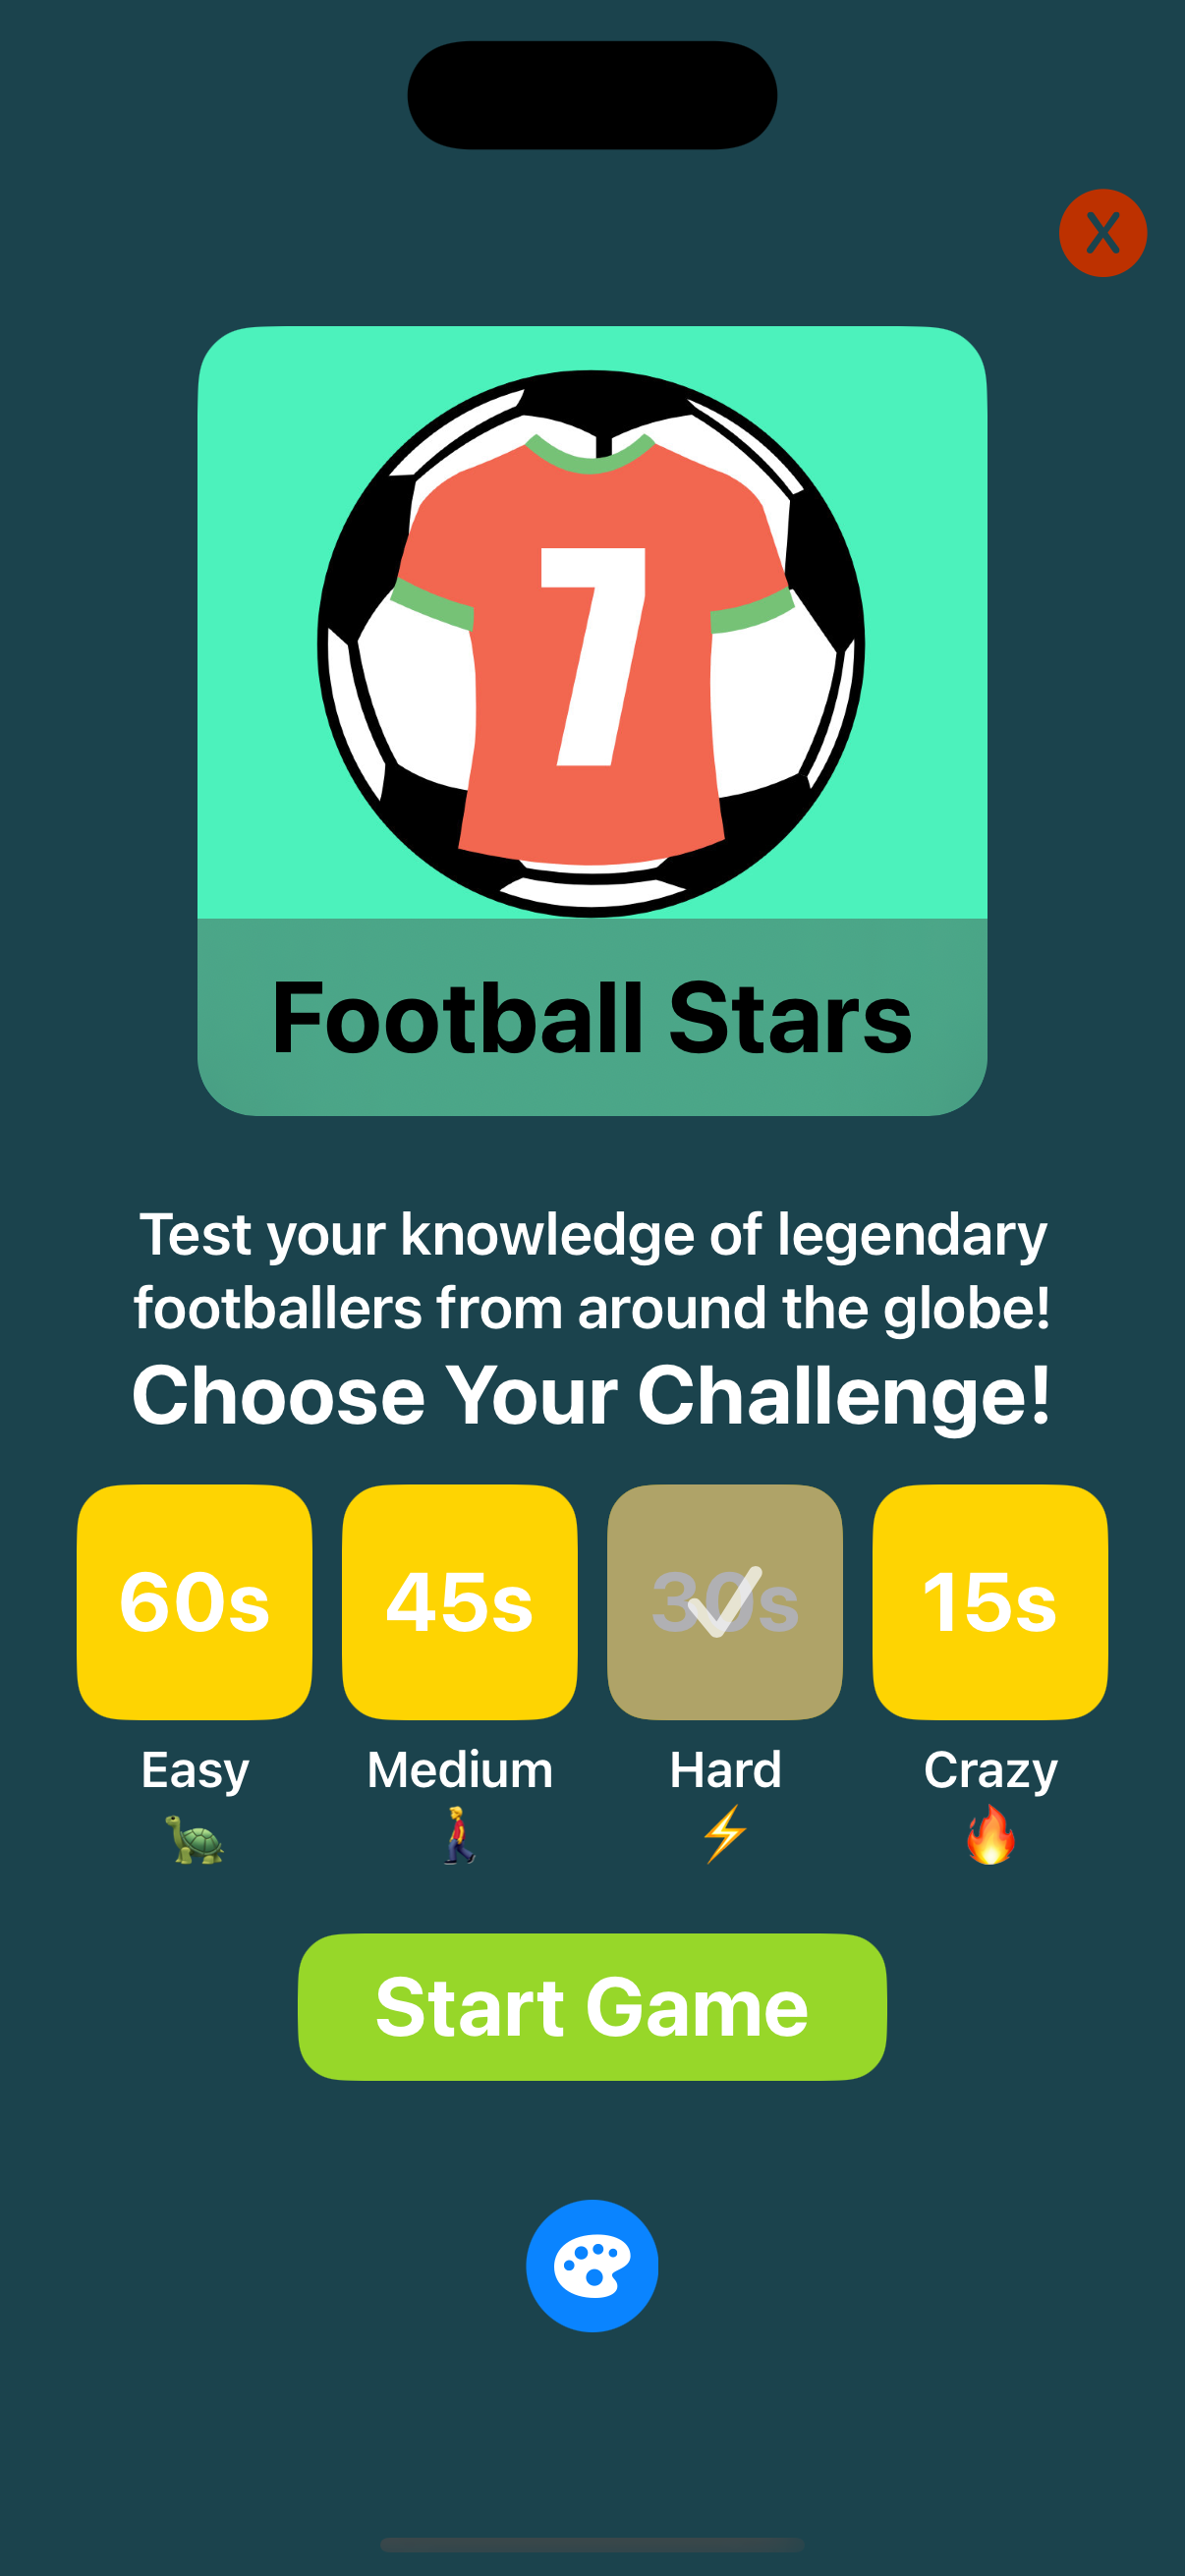 X
7
Football Stars
Test your knowledge of legendary
footballers from around the globe!
Choose Your Challenge!
60s 45s 30s 15s
Easy Medium Hard Crazy
Start Game